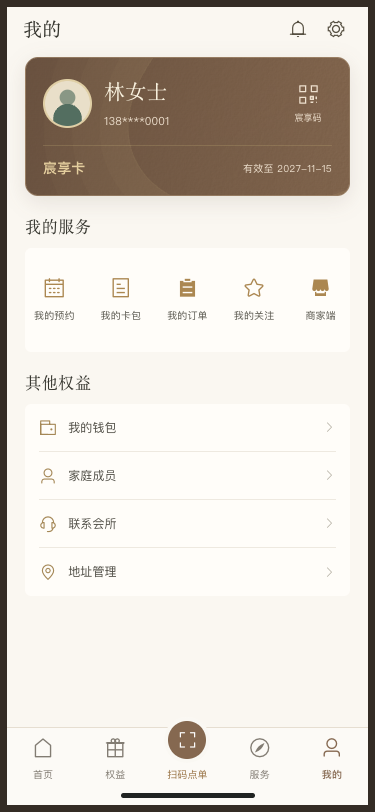 我的
林女士
138****0001
宸享码
宸享卡
有效至 2027-11-15
我的服务
我的预约 我的卡包 我的订单 我的关注 商家端
其他权益
我的钱包
家庭成员
联系会所
地址管理
首页 权益 扫码点单 服务 我的